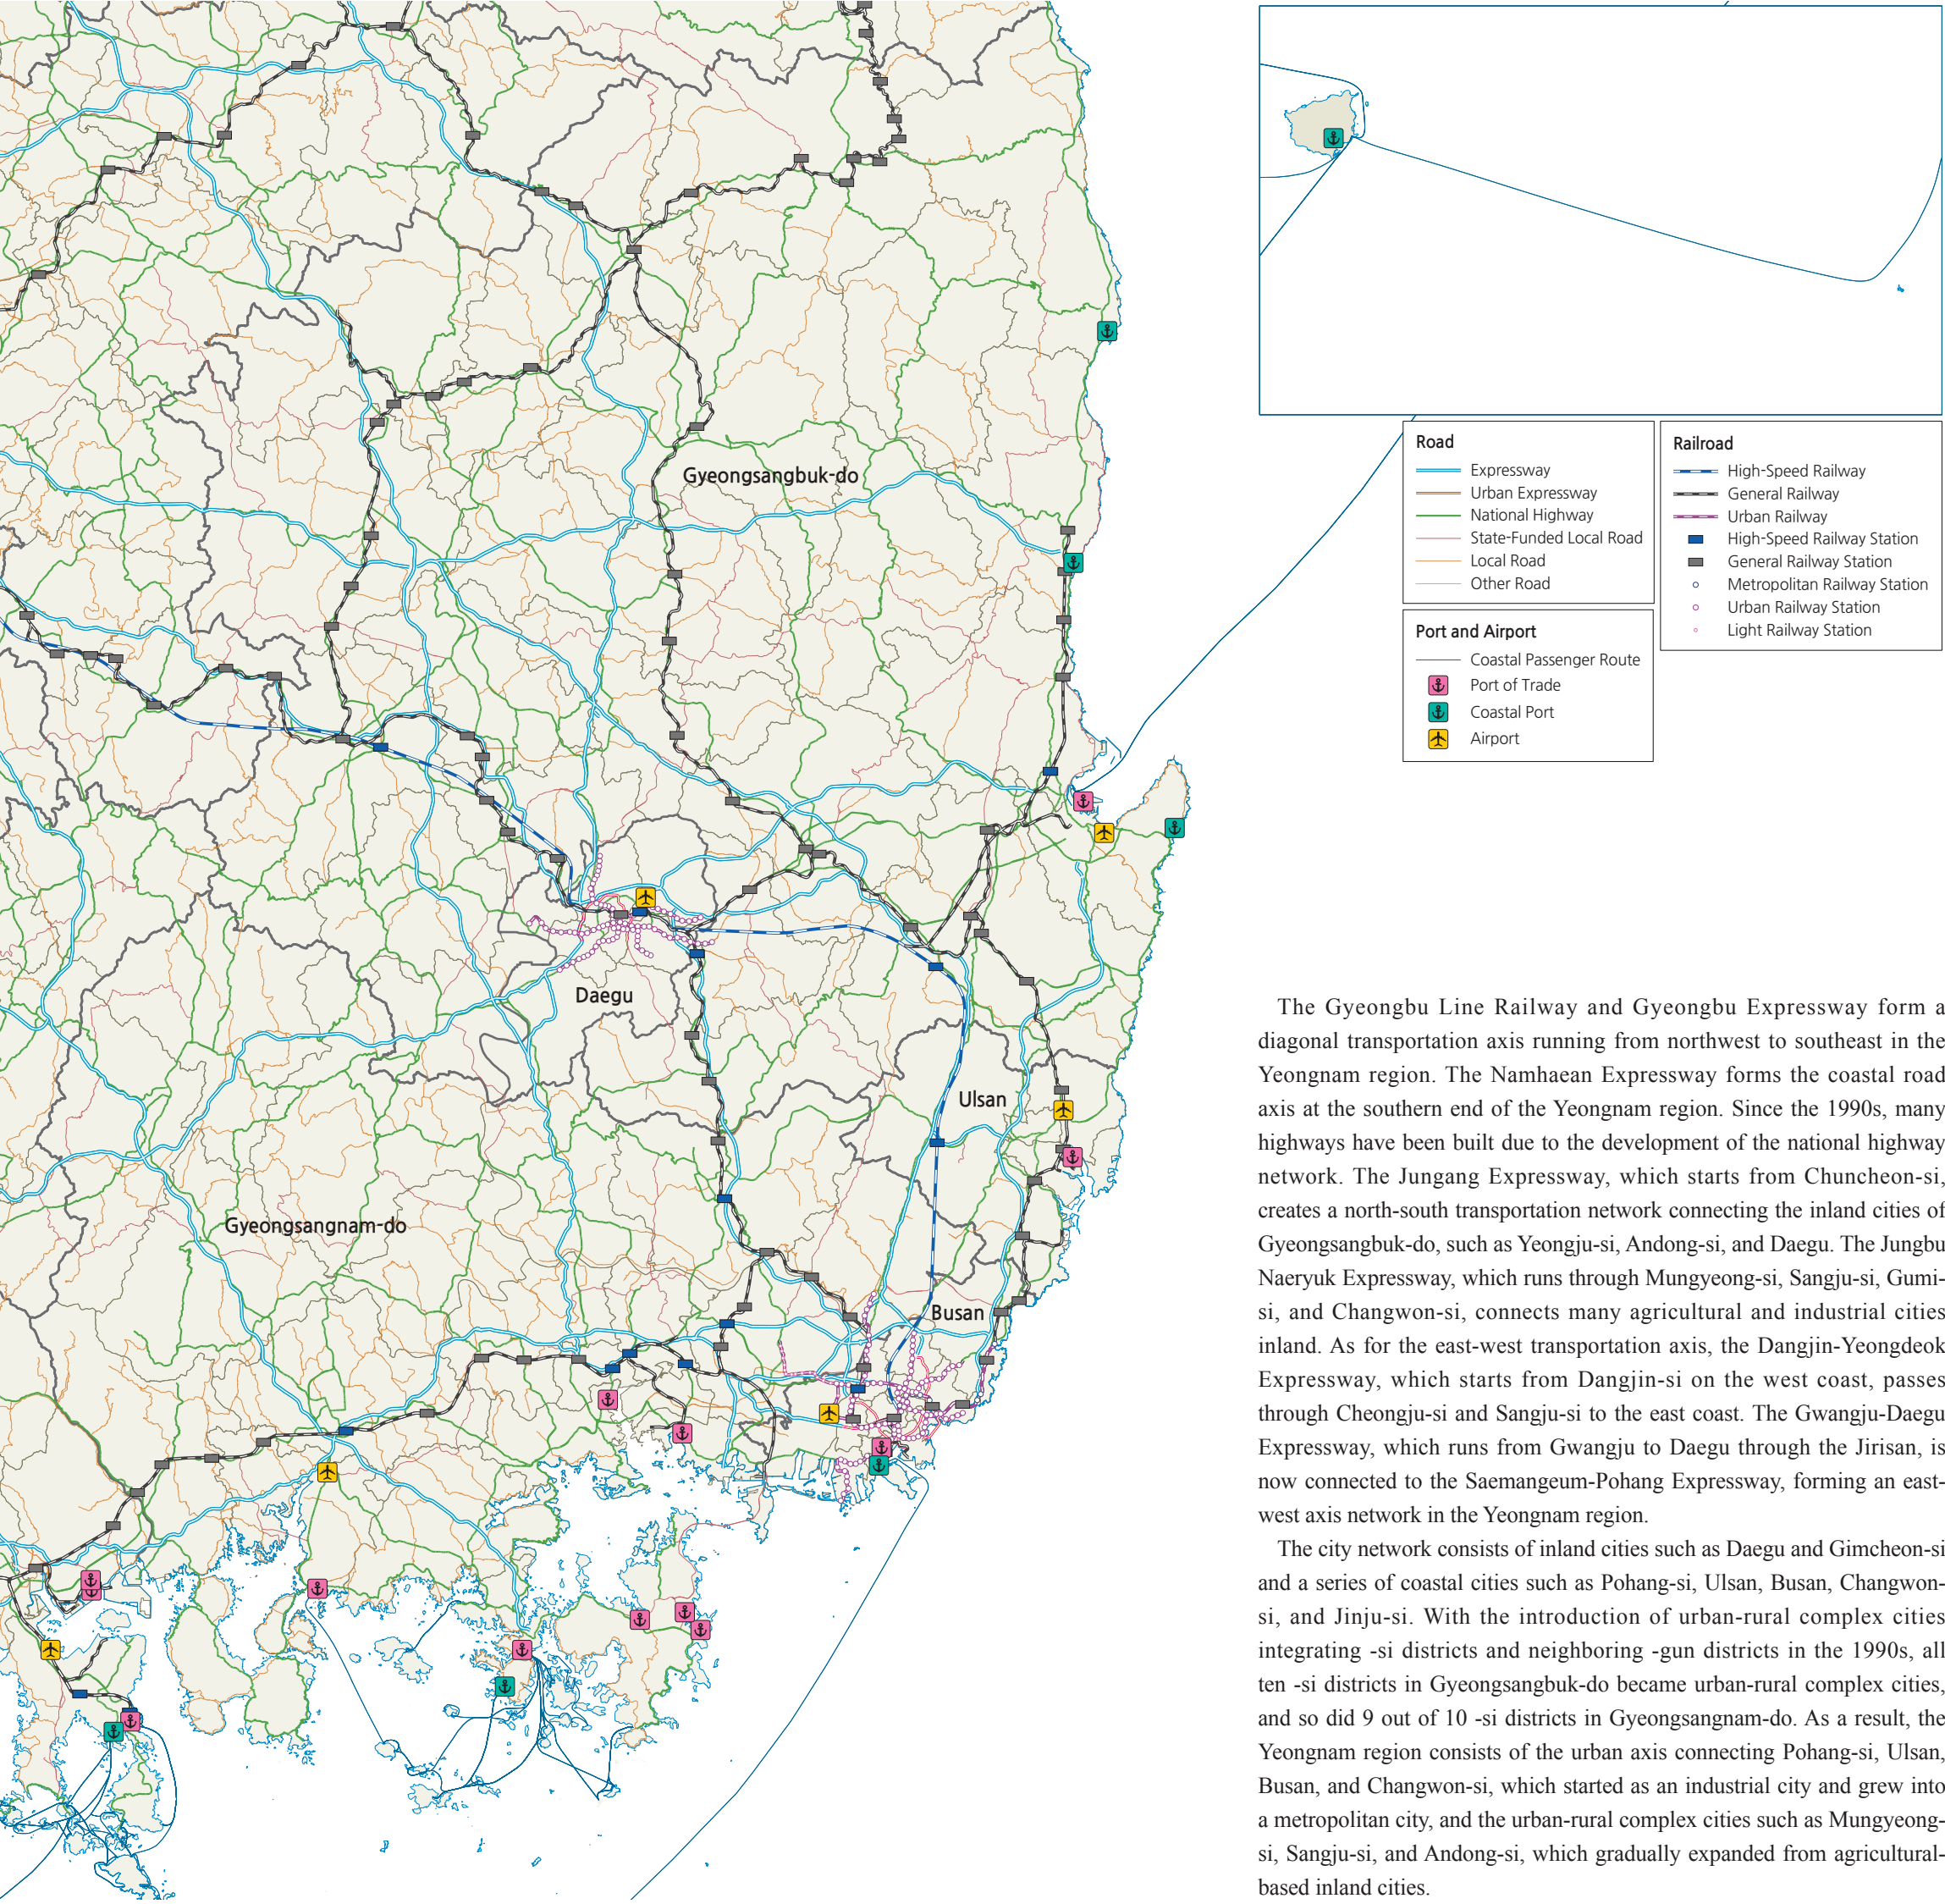 Gyeongsangbuk-do
Daegu
Ulsan
Gyeongsangnam-do
Busan
Road
Expressway
Urban Expressway
National Highway
State-Funded Local Road
Local Road
Other Road
Port and Airport
Coastal Passenger Route
Port of Trade
Coastal Port
Airport
Railroad
High-Speed Railway
General Railway
Urban Railway
High-Speed Railway Station
General Railway Station
Metropolitan Railway Station
Urban Railway Station
Light Railway Station
The Gyeongbu Line Railway and Gyeongbu Expressway form a
diagonal transportation axis running from northwest to southeast in the
Yeongnam region. The Namhaean Expressway forms the coastal road
axis at the southern end of the Yeongnam region. Since the 1990s, many
highways have been built due to the development of the national highway
network. The Jungang Expressway, which starts from Chuncheon-si,
creates a north-south transportation network connecting the inland cities of
Gyeongsangbuk-do, such as Yeongju-si, Andong-si, and Daegu. The Jungbu
Naeryuk Expressway, which runs through Mungyeong-si, Sangju-si, Gumi-
si, and Changwon-si, connects many agricultural and industrial cities
inland. As for the east-west transportation axis, the Dangjin-Yeongdeok
Expressway, which starts from Dangjin-si on the west coast, passes
through Cheongju-si and Sangju-si to the east coast. The Gwangju-Daegu
Expressway, which runs from Gwangju to Daegu through the Jirisan, is
now connected to the Saemangeum-Pohang Expressway, forming an east-
west axis network in the Yeongnam region.
The city network consists of inland cities such as Daegu and Gimcheon-si
and a series of coastal cities such as Pohang-si, Ulsan, Busan, Changwon-
si, and Jinju-si. With the introduction of urban-rural complex cities
integrating -si districts and neighboring -gun districts in the 1990s, all
ten -si districts in Gyeongsangbuk-do became urban-rural complex cities,
and so did 9 out of 10 -si districts in Gyeongsangnam-do. As a result, the
Yeongnam region consists of the urban axis connecting Pohang-si, Ulsan,
Busan, and Changwon-si, which started as an industrial city and grew into
a metropolitan city, and the urban-rural complex cities such as Mungyeong-
si, Sangju-si, and Andong-si, which gradually expanded from agricultural-
based inland cities.